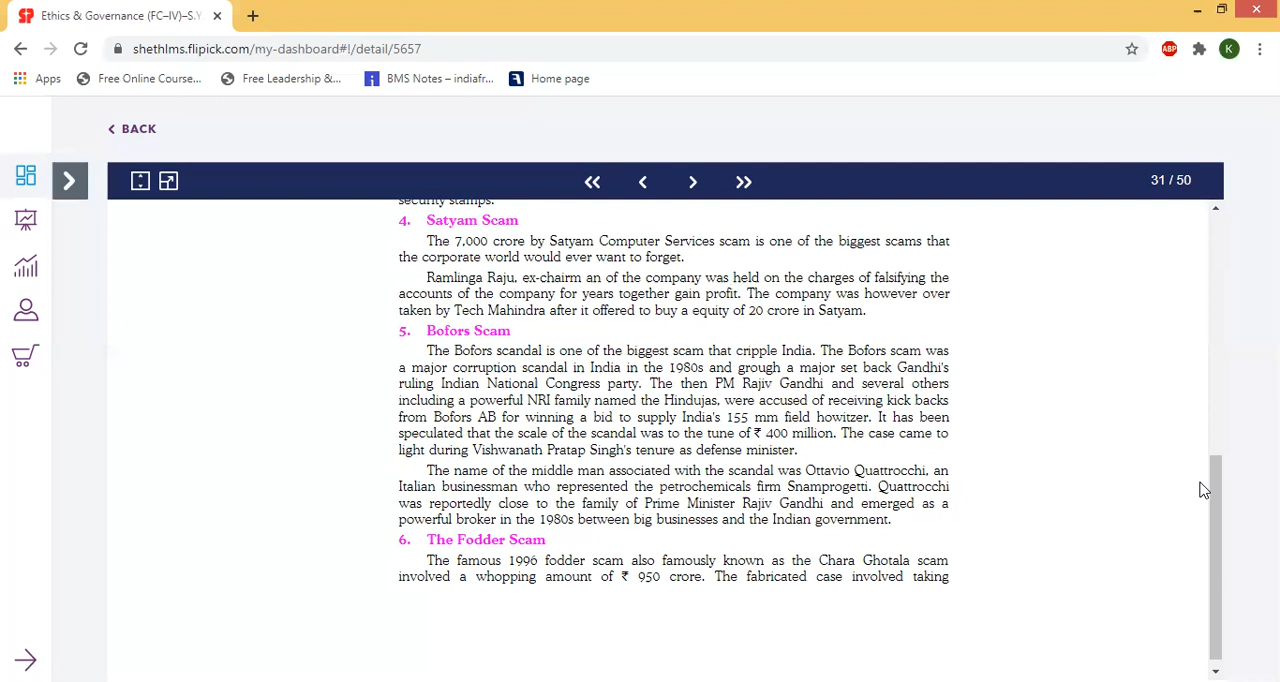 Ethics & Governance (FC–IV)–S.Y.
shethlms.flipick.com/my-dashboard#!/detail/5657
ABP
K
Apps
Free Online Course...
Free Leadership &...
BMS Notes – indiafr...
Home page
BACK
31 / 50
security stamps.
4. Satyam Scam
The 7,000 crore by Satyam Computer Services scam is one of the biggest scams that
the corporate world would ever want to forget.
Ramlinga Raju, ex-chairm an of the company was held on the charges of falsifying the
accounts of the company for years together gain profit. The company was however over
taken by Tech Mahindra after it offered to buy a equity of 20 crore in Satyam.
5. Bofors Scam
The Bofors scandal is one of the biggest scam that cripple India. The Bofors scam was
a major corruption scandal in India in the 1980s and grough a major set back Gandhi's
ruling Indian National Congress party. The then PM Rajiv Gandhi and several others
including a powerful NRI family named the Hindujas, were accused of receiving kick backs
from Bofors AB for winning a bid to supply India's 155 mm field howitzer. It has been
speculated that the scale of the scandal was to the tune of ₹ 400 million. The case came to
light during Vishwanath Pratap Singh's tenure as defense minister.
The name of the middle man associated with the scandal was Ottavio Quattrocchi, an
Italian businessman who represented the petrochemicals firm Snamprogetti. Quattrocchi
was reportedly close to the family of Prime Minister Rajiv Gandhi and emerged as a
powerful broker in the 1980s between big businesses and the Indian government.
6. The Fodder Scam
The famous 1996 fodder scam also famously known as the Chara Ghotala scam
involved a whopping amount of ₹ 950 crore. The fabricated case involved taking